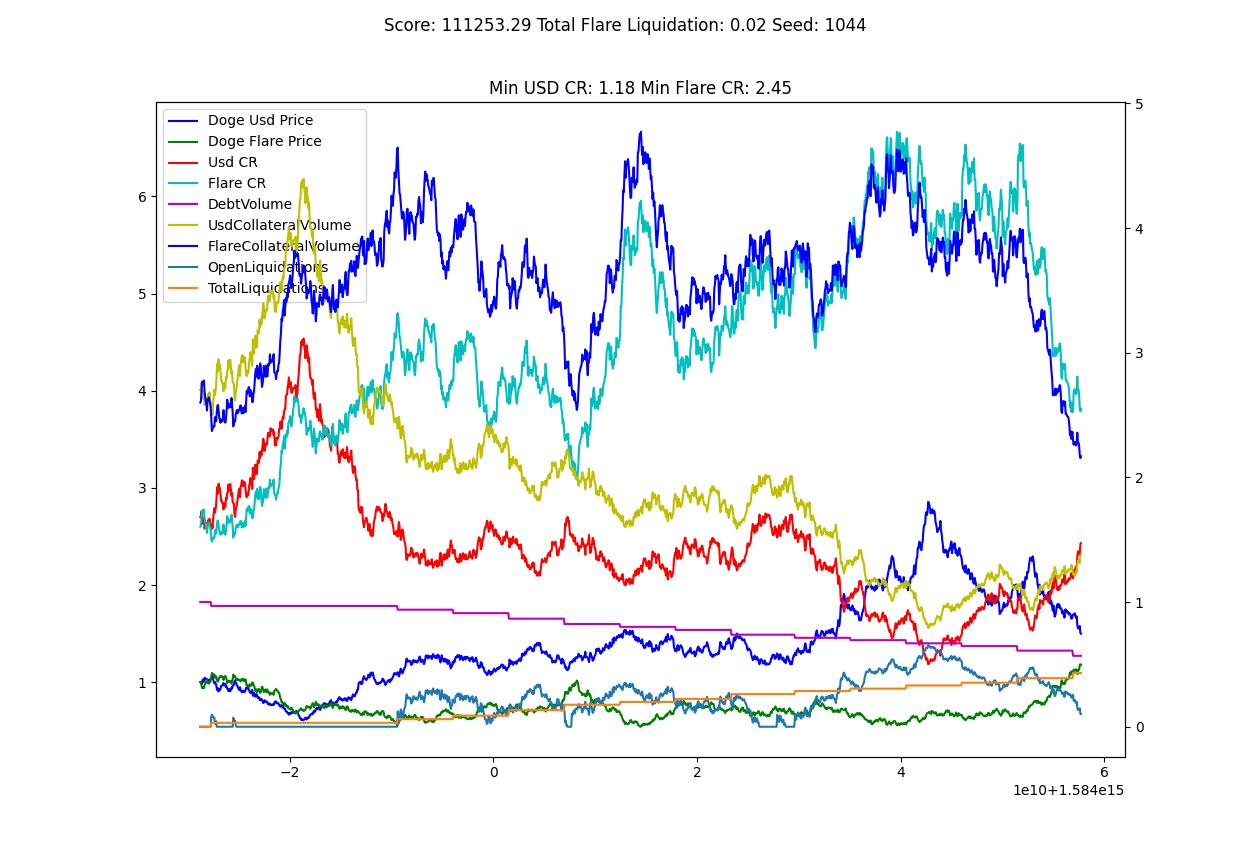 Score: 111253.29 Total Flare Liquidation: 0.02 Seed: 1044
Min USD CR: 1.18 Min Flare CR: 2.45
Doge Usd Price
Doge Flare Price
Usd CR
Flare CR
DebtVolume
UsdCollateralVolume
FlareCollateralVolume
OpenLiquidations
TotalLiquidations
6
5
4
3
2
1
5
4
3
2
1
0
−2
0
2
4
6
1e10+1.584e15